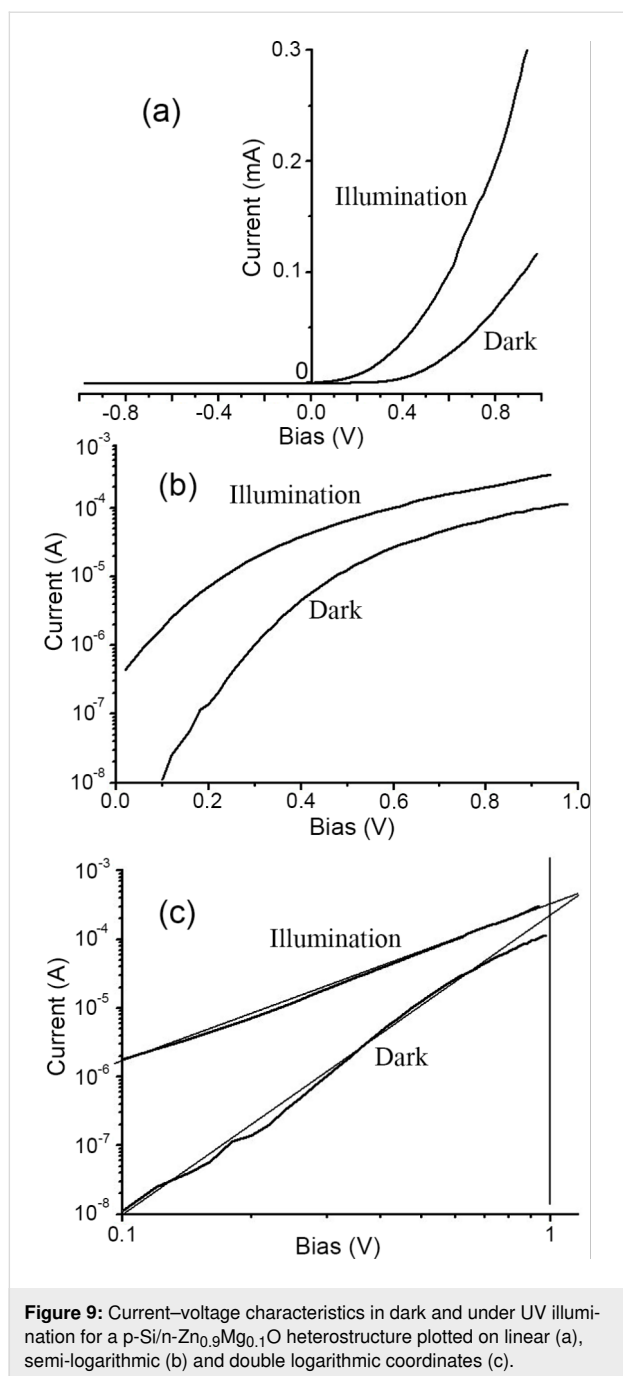 (a)
0.3
0.2
0.1
0
Current (mA)
Illumination
Dark
-0.8 -0.4 0.0 0.4 0.8
Bias (V)
(b)
10⁻³
10⁻⁴
10⁻⁵
10⁻⁶
10⁻⁷
10⁻⁸
Current (A)
Illumination
Dark
0.0 0.2 0.4 0.6 0.8 1.0
Bias (V)
(c)
10⁻³
10⁻⁴
10⁻⁵
10⁻⁶
10⁻⁷
10⁻⁸
Current (A)
Illumination
Dark
0.1 1
Bias (V)
Figure 9: Current–voltage characteristics in dark and under UV illumi-
nation for a p-Si/n-Zn₀.₉Mg₀.₁O heterostructure plotted on linear (a),
semi-logarithmic (b) and double logarithmic coordinates (c).